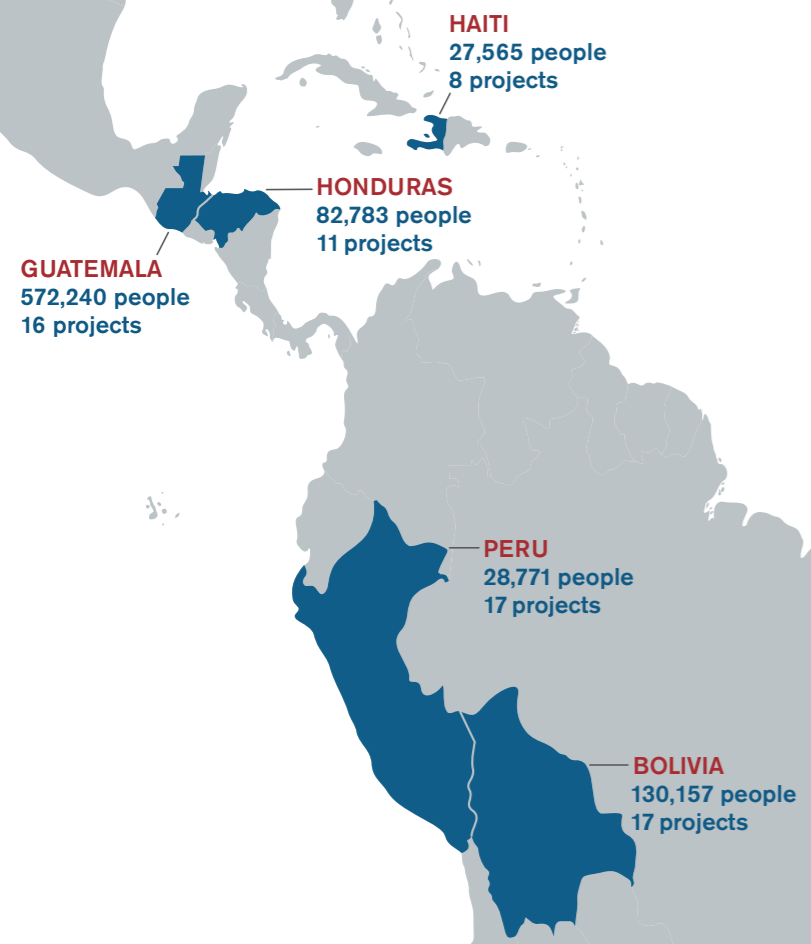 HAITI
27,565 people
8 projects
HONDURAS
82,783 people
11 projects
GUATEMALA
572,240 people
16 projects
PERU
28,771 people
17 projects
BOLIVIA
130,157 people
17 projects